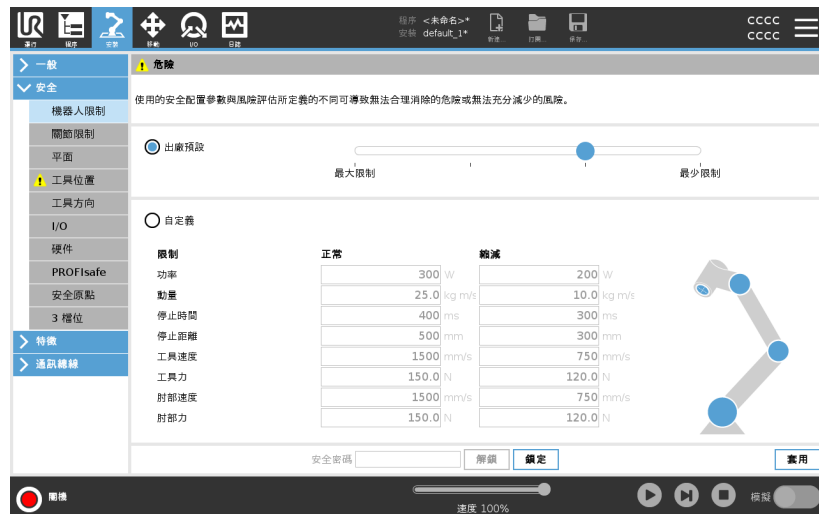 程序 <未命名>*
安裝 default_1*
cccc
cccc
運行 程序 安裝 移動 I/O 日誌 新建... 打開... 保存...
一般
安全
機器人限制
關節限制
平面
工具位置
工具方向
I/O
硬件
PROFIsafe
安全原點
3 檔位
特徵
通訊總線
危險
使用的安全配置參數與風險評估所定義的不同可導致無法合理消除的危險或無法充分減少的風險。
出廠預設
最大限制 最少限制
自定義
限制 正常 縮減
功率 300 W 200 W
動量 25.0 kg m/s 10.0 kg m/s
停止時間 400 ms 300 ms
停止距離 500 mm 300 mm
工具速度 1500 mm/s 750 mm/s
工具力 150.0 N 120.0 N
肘部速度 1500 mm/s 750 mm/s
肘部力 150.0 N 120.0 N
安全密碼 解鎖 鎖定 套用
關機
速度 100%
模擬